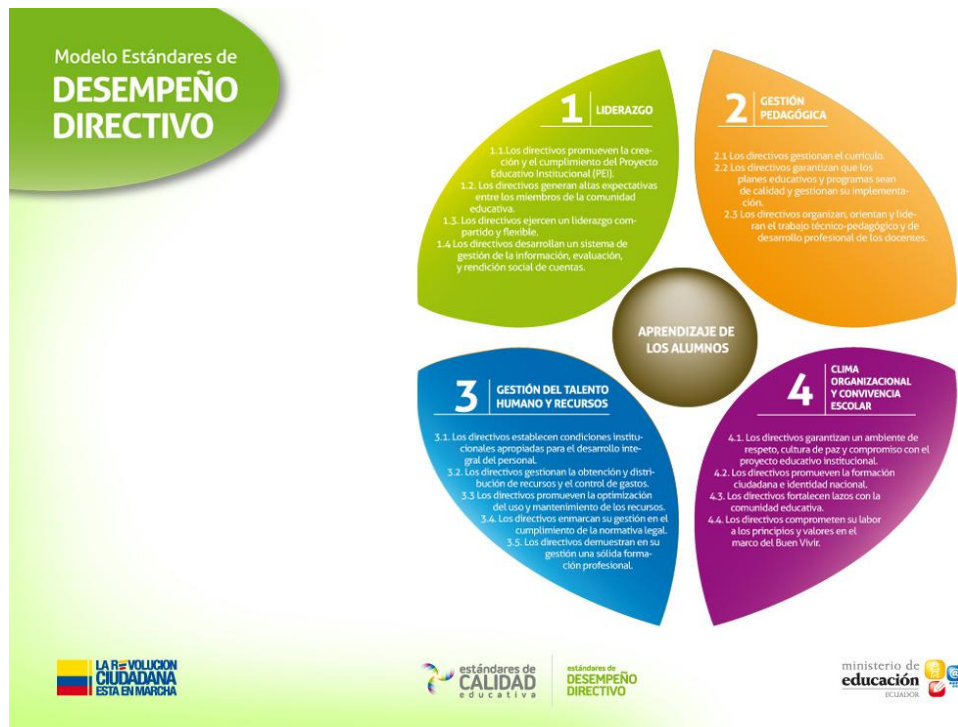 Modelo Estándares de
DESEMPEÑO
DIRECTIVO
1
LIDERAZGO
1.1.Los directivos promueven la crea-
ción y el cumplimiento del Proyecto
Educativo Institucional (PEI).
1.2. Los directivos generan altas expectativas
entre los miembros de la comunidad
educativa.
1.3. Los directivos ejercen un liderazgo com-
partido y flexible.
1.4 Los directivos desarrollan un sistema de
gestión de la información, evaluación,
y rendición social de cuentas.
2
GESTIÓN
PEDAGÓGICA
2.1 Los directivos gestionan el currículo.
2.2 Los directivos garantizan que los
planes educativos y programas sean
de calidad y gestionan su implementa-
ción.
2.3 Los directivos organizan, orientan y lide-
ran el trabajo técnico-pedagógico y de
desarrollo profesional de los docentes.
APRENDIZAJE DE
LOS ALUMNOS
3
GESTIÓN DEL TALENTO
HUMANO Y RECURSOS
3.1. Los directivos establecen condiciones institu-
cionales apropiadas para el desarrollo inte-
gral del personal.
3.2. Los directivos gestionan la obtención y distri-
bución de recursos y el control de gastos.
3.3 Los directivos promueven la optimización
del uso y mantenimiento de los recursos.
3.4. Los directivos enmarcan su gestión en el
cumplimiento de la normativa legal.
3.5. Los directivos demuestran en su
gestión una sólida forma-
ción profesional.
4
CLIMA
ORGANIZACIONAL
Y CONVIVENCIA
ESCOLAR
4.1. Los directivos garantizan un ambiente de
respeto, cultura de paz y compromiso con el
proyecto educativo institucional.
4.2. Los directivos promueven la formación
ciudadana e identidad nacional.
4.3. Los directivos fortalecen lazos con la
comunidad educativa.
4.4. Los directivos comprometen su labor
a los principios y valores en el
marco del Buen Vivir.
LA REVOLUCION
CIUDADANA
ESTA EN MARCHA
estándares de
CALIDAD
educativa
estándares de
DESEMPEÑO
DIRECTIVO
ministerio de
educación
ECUADOR